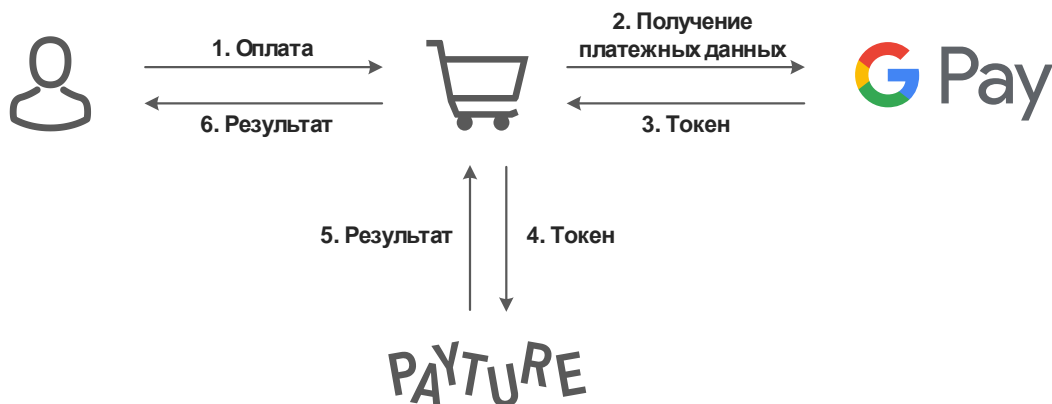 1. Оплата
6. Результат
2. Получение
платежных данных
G Pay
3. Токен
5. Результат
4. Токен
PAYTURE